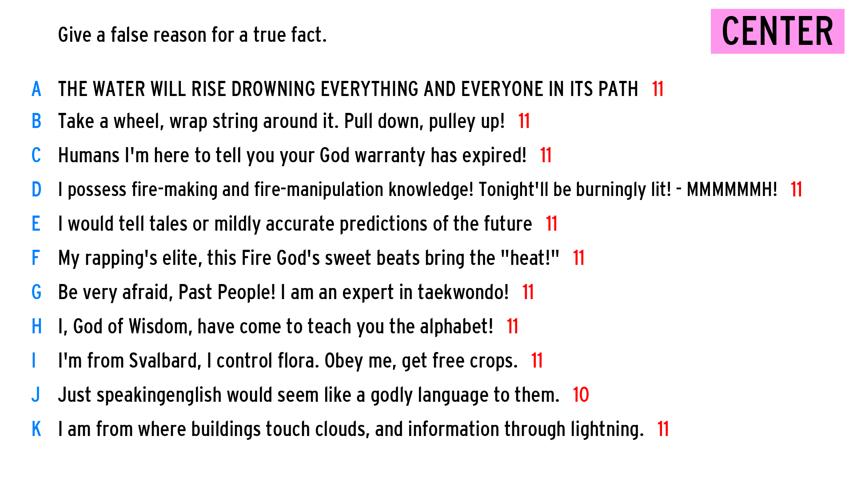 Give a false reason for a true fact.
CENTER
A THE WATER WILL RISE DROWNING EVERYTHING AND EVERYONE IN ITS PATH 11
B Take a wheel, wrap string around it. Pull down, pulley up! 11
C Humans I'm here to tell you your God warranty has expired! 11
D I possess fire-making and fire-manipulation knowledge! Tonight'll be burningly lit! - MMMMMMH! 11
E I would tell tales or mildly accurate predictions of the future 11
F My rapping's elite, this Fire God's sweet beats bring the "heat!" 11
G Be very afraid, Past People! I am an expert in taekwondo! 11
H I, God of Wisdom, have come to teach you the alphabet! 11
I I'm from Svalbard, I control flora. Obey me, get free crops. 11
J Just speakingenglish would seem like a godly language to them. 10
K I am from where buildings touch clouds, and information through lightning. 11